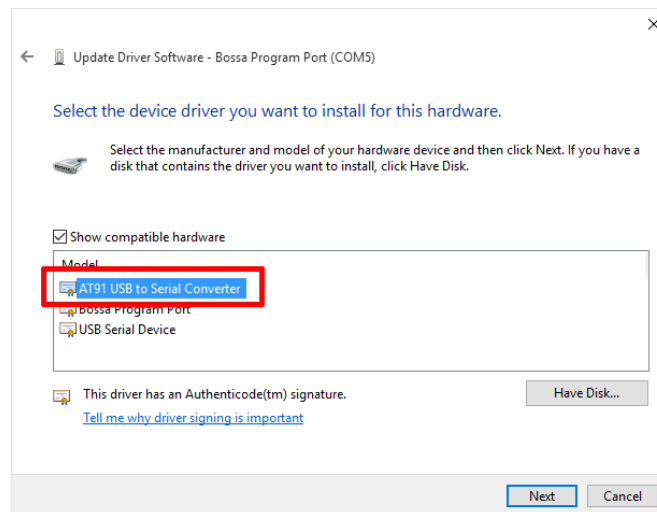 Update Driver Software - Bossa Program Port (COM5)
Select the device driver you want to install for this hardware.
Select the manufacturer and model of your hardware device and then click Next. If you have a
disk that contains the driver you want to install, click Have Disk.
Show compatible hardware
Model
AT91 USB to Serial Converter
Bossa Program Port
USB Serial Device
This driver has an Authenticode(tm) signature.
Have Disk...
Tell me why driver signing is important
Next
Cancel